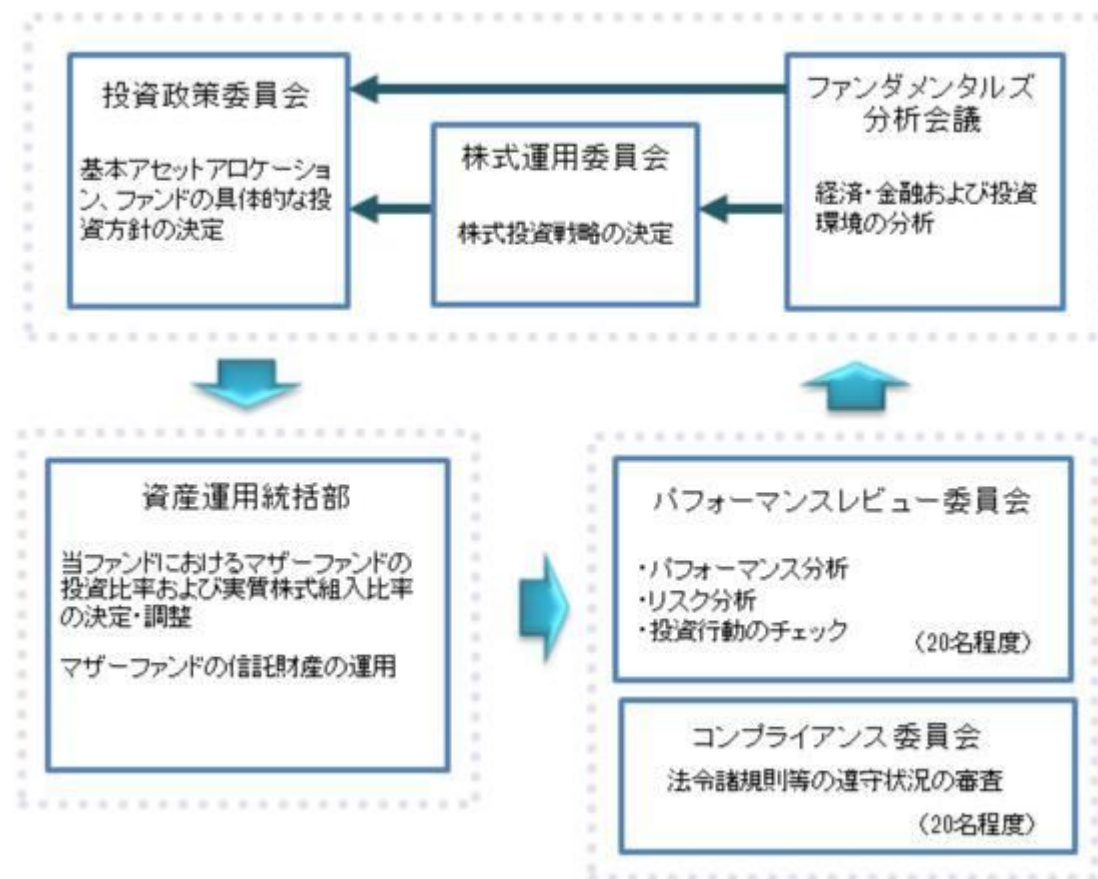 投資政策委員会
基本アセットアロケーショ
ン、ファンドの具体的な投
資方針の決定
株式運用委員会
株式投資戦略の決定
ファンダメンタルズ
分析会議
経済・金融および投資
環境の分析
資産運用統括部
当ファンドにおけるマザーファンドの
投資比率および実質株式組入比率
の決定・調整
マザーファンドの信託財産の運用
パフォーマンスレビュー委員会
・パフォーマンス分析
・リスク分析
・投資行動のチェック
（20名程度）
コンプライアンス委員会
法令諸規則等の遵守状況の審査
（20名程度）